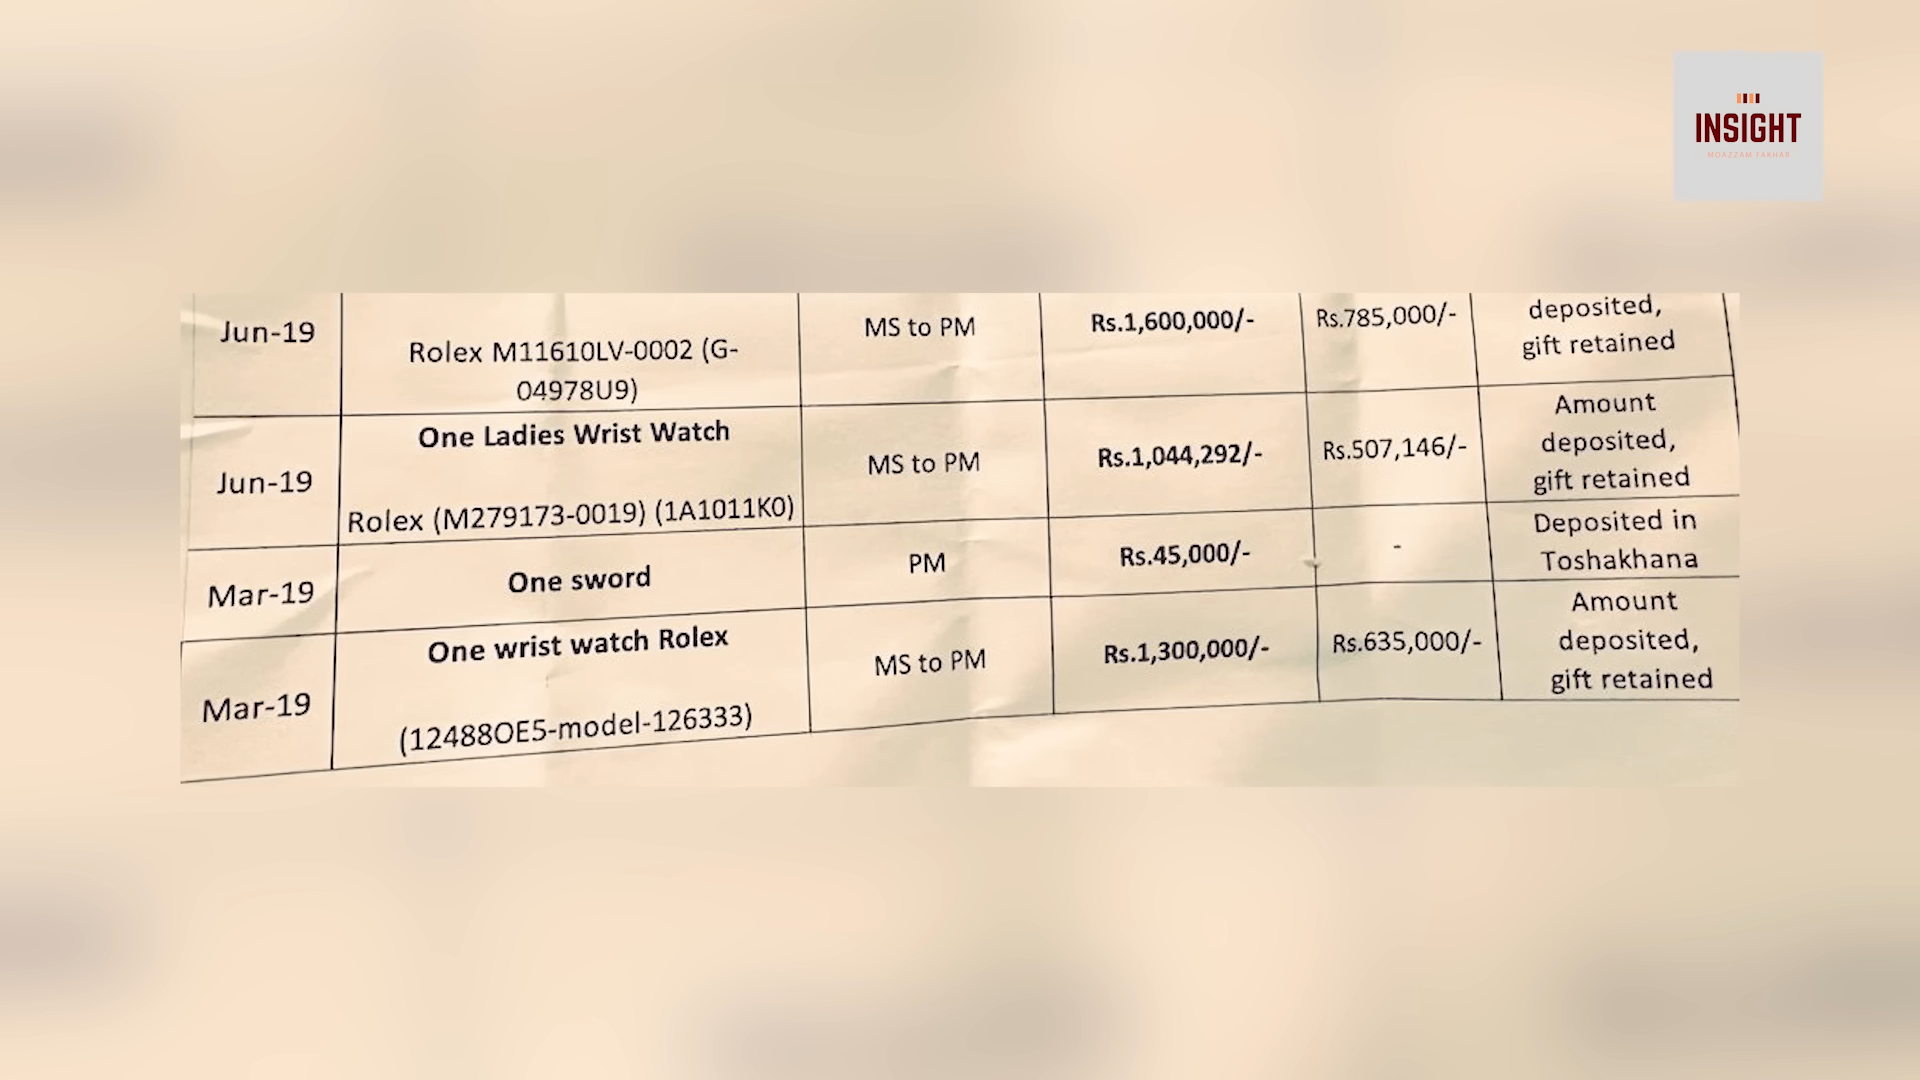 INSIGHT
MOAZZAM FAKHAR
Jun-19
Rolex M11610LV-0002 (G-
04978U9)
MS to PM
Rs.1,600,000/-
Rs.785,000/-
deposited,
gift retained
Jun-19
One Ladies Wrist Watch
Rolex (M279173-0019) (1A1011K0)
MS to PM
Rs.1,044,292/-
Rs.507,146/-
Amount
deposited,
gift retained
Mar-19
One sword
PM
Rs.45,000/-
-
Deposited in
Toshakhana
Mar-19
One wrist watch Rolex
(12488OE5-model-126333)
MS to PM
Rs.1,300,000/-
Rs.635,000/-
Amount
deposited,
gift retained